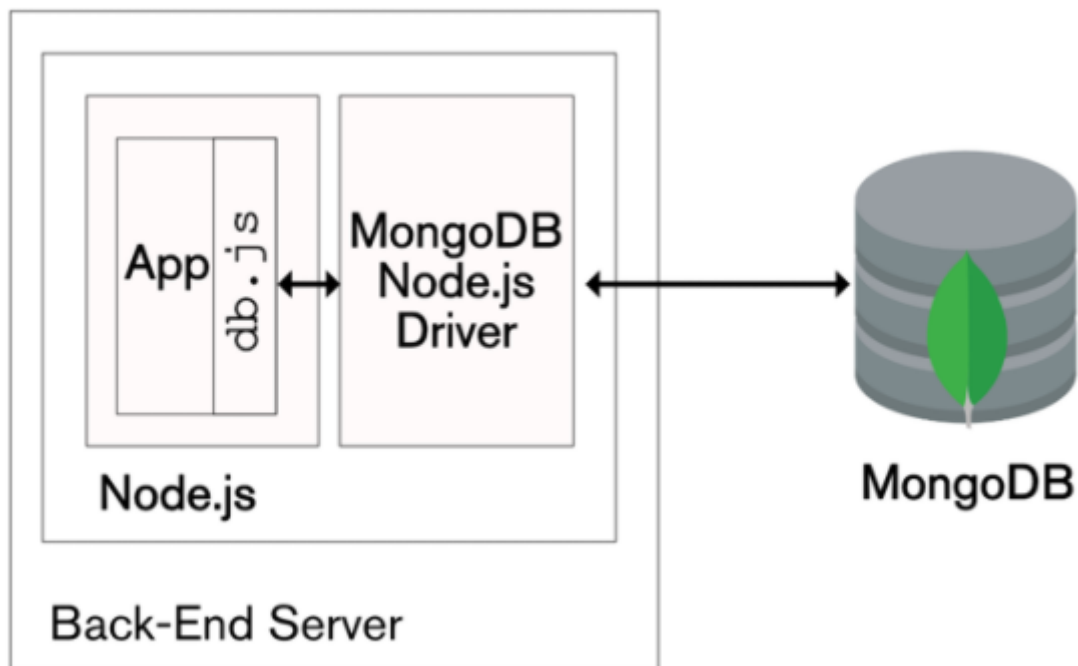 App
db.js
MongoDB
Node.js
Driver
Node.js
Back-End Server
MongoDB